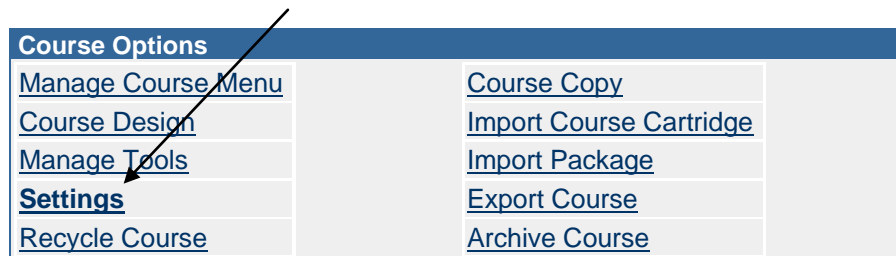 Course Options
Manage Course Menu
Course Design
Manage Tools
Settings
Recycle Course
Course Copy
Import Course Cartridge
Import Package
Export Course
Archive Course